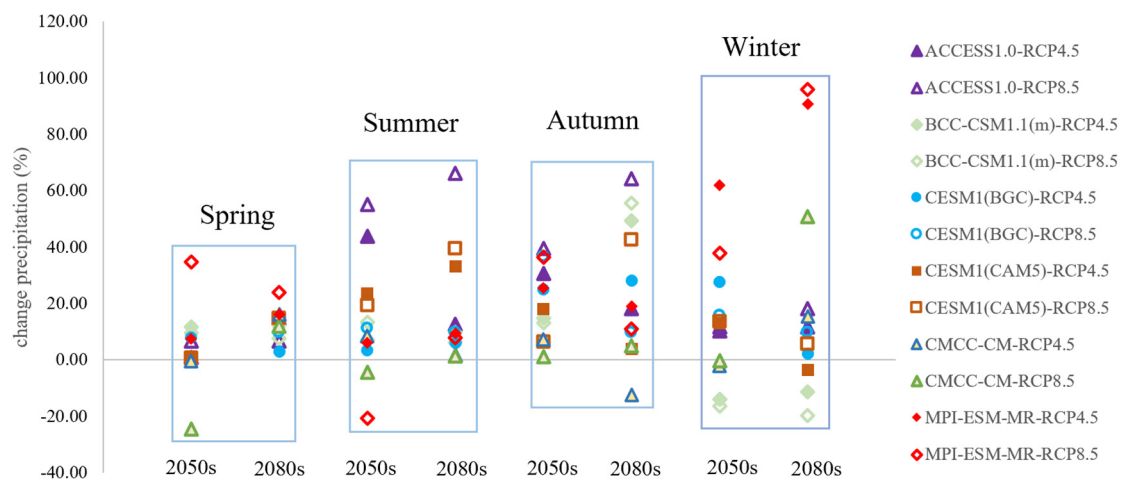 120.00
100.00
80.00
60.00
40.00
20.00
0.00
-20.00
-40.00
change precipitation (%)
Spring
Summer
Autumn
Winter
2050s 2080s 2050s 2080s 2050s 2080s 2050s 2080s
ACCESS1.0-RCP4.5
ACCESS1.0-RCP8.5
BCC-CSM1.1(m)-RCP4.5
BCC-CSM1.1(m)-RCP8.5
CESM1(BGC)-RCP4.5
CESM1(BGC)-RCP8.5
CESM1(CAM5)-RCP4.5
CESM1(CAM5)-RCP8.5
CMCC-CM-RCP4.5
CMCC-CM-RCP8.5
MPI-ESM-MR-RCP4.5
MPI-ESM-MR-RCP8.5